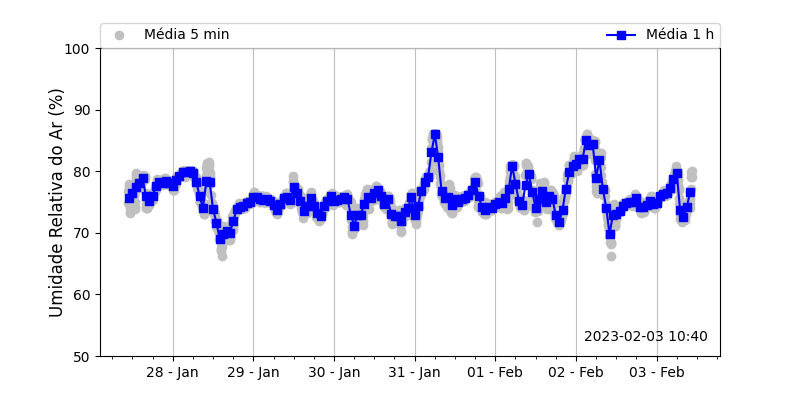 Média 5 min
Média 1 h
Umidade Relativa do Ar (%)
100
90
80
70
60
50
2023-02-03 10:40
28 - Jan
29 - Jan
30 - Jan
31 - Jan
01 - Feb
02 - Feb
03 - Feb